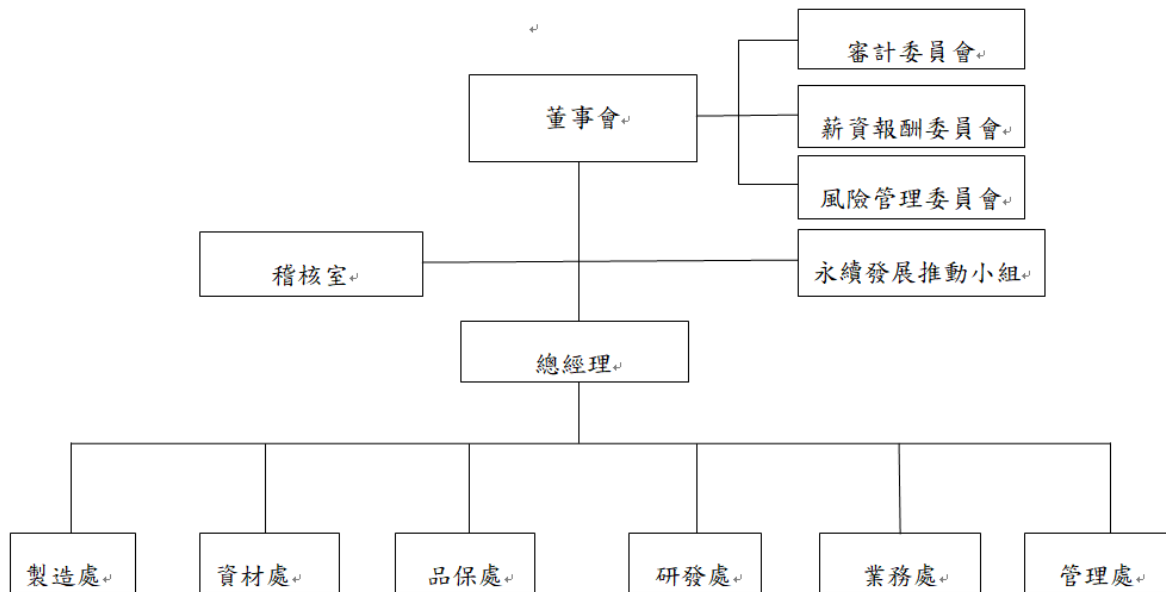 審計委員會
董事會
薪資報酬委員會
風險管理委員會
稽核室
永續發展推動小組
總經理
製造處
資材處
品保處
研發處
業務處
管理處